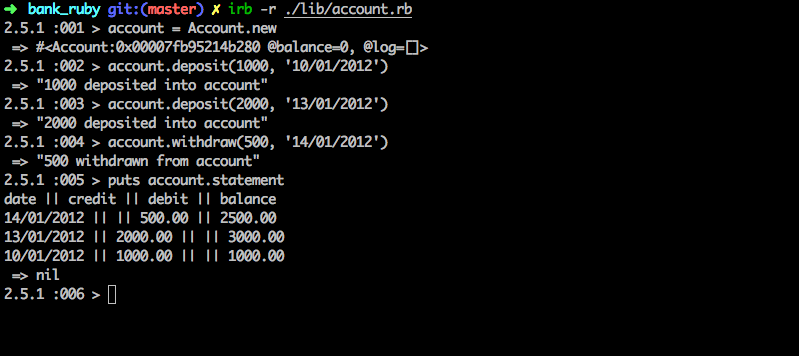 ➜ bank_ruby git:(master) ✗ irb -r ./lib/account.rb
2.5.1 :001 > account = Account.new
 => #<Account:0x00007fb95214b280 @balance=0, @log=[]>
2.5.1 :002 > account.deposit(1000, '10/01/2012')
 => "1000 deposited into account"
2.5.1 :003 > account.deposit(2000, '13/01/2012')
 => "2000 deposited into account"
2.5.1 :004 > account.withdraw(500, '14/01/2012')
 => "500 withdrawn from account"
2.5.1 :005 > puts account.statement
date || credit || debit || balance
14/01/2012 || || 500.00 || 2500.00
13/01/2012 || 2000.00 || || 3000.00
10/01/2012 || 1000.00 || || 1000.00
 => nil
2.5.1 :006 >